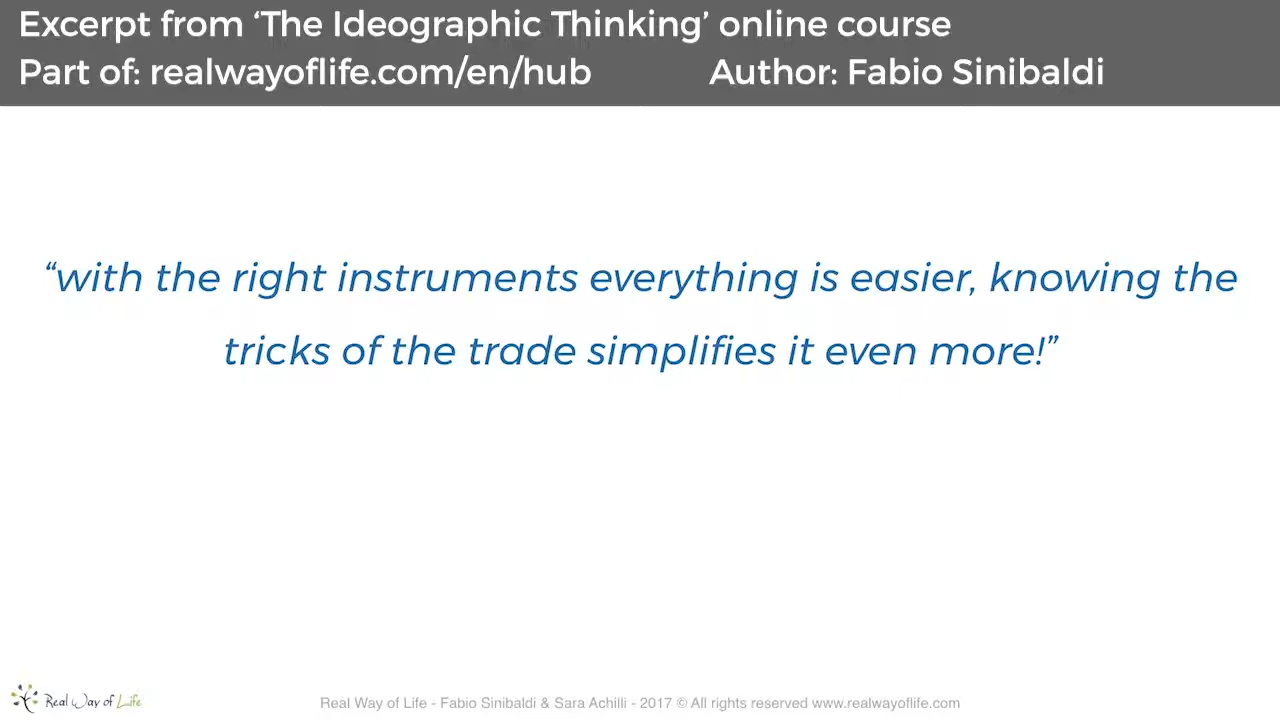 Excerpt from ‘The Ideographic Thinking’ online course
Part of: realwayoflife.com/en/hub Author: Fabio Sinibaldi
“with the right instruments everything is easier, knowing the
tricks of the trade simplifies it even more!”
Real Way of Life
Real Way of Life - Fabio Sinibaldi & Sara Achilli - 2017 © All rights reserved www.realwayoflife.com